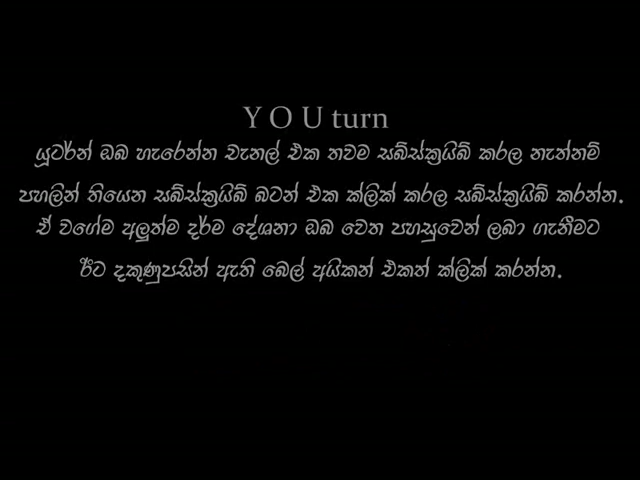 Y O U turn
යූටර්න් ඔබ හැරෙන්න චැනල් එක තවම සබ්ස්ක්‍රයිබ් කරල නැත්නම්
පහලින් තියෙන සබ්ස්ක්‍රයිබ් බටන් එක ක්ලික් කරල සබ්ස්ක්‍රයිබ් කරන්න.
ඒ වගේම අලුත්ම දර්ම දේශනා ඔබ වෙත පහසුවෙන් ලබා ගැනීමට
ඊට දකුණුපසින් ඇති බෙල් අයිකන් එකත් ක්ලික් කරන්න.